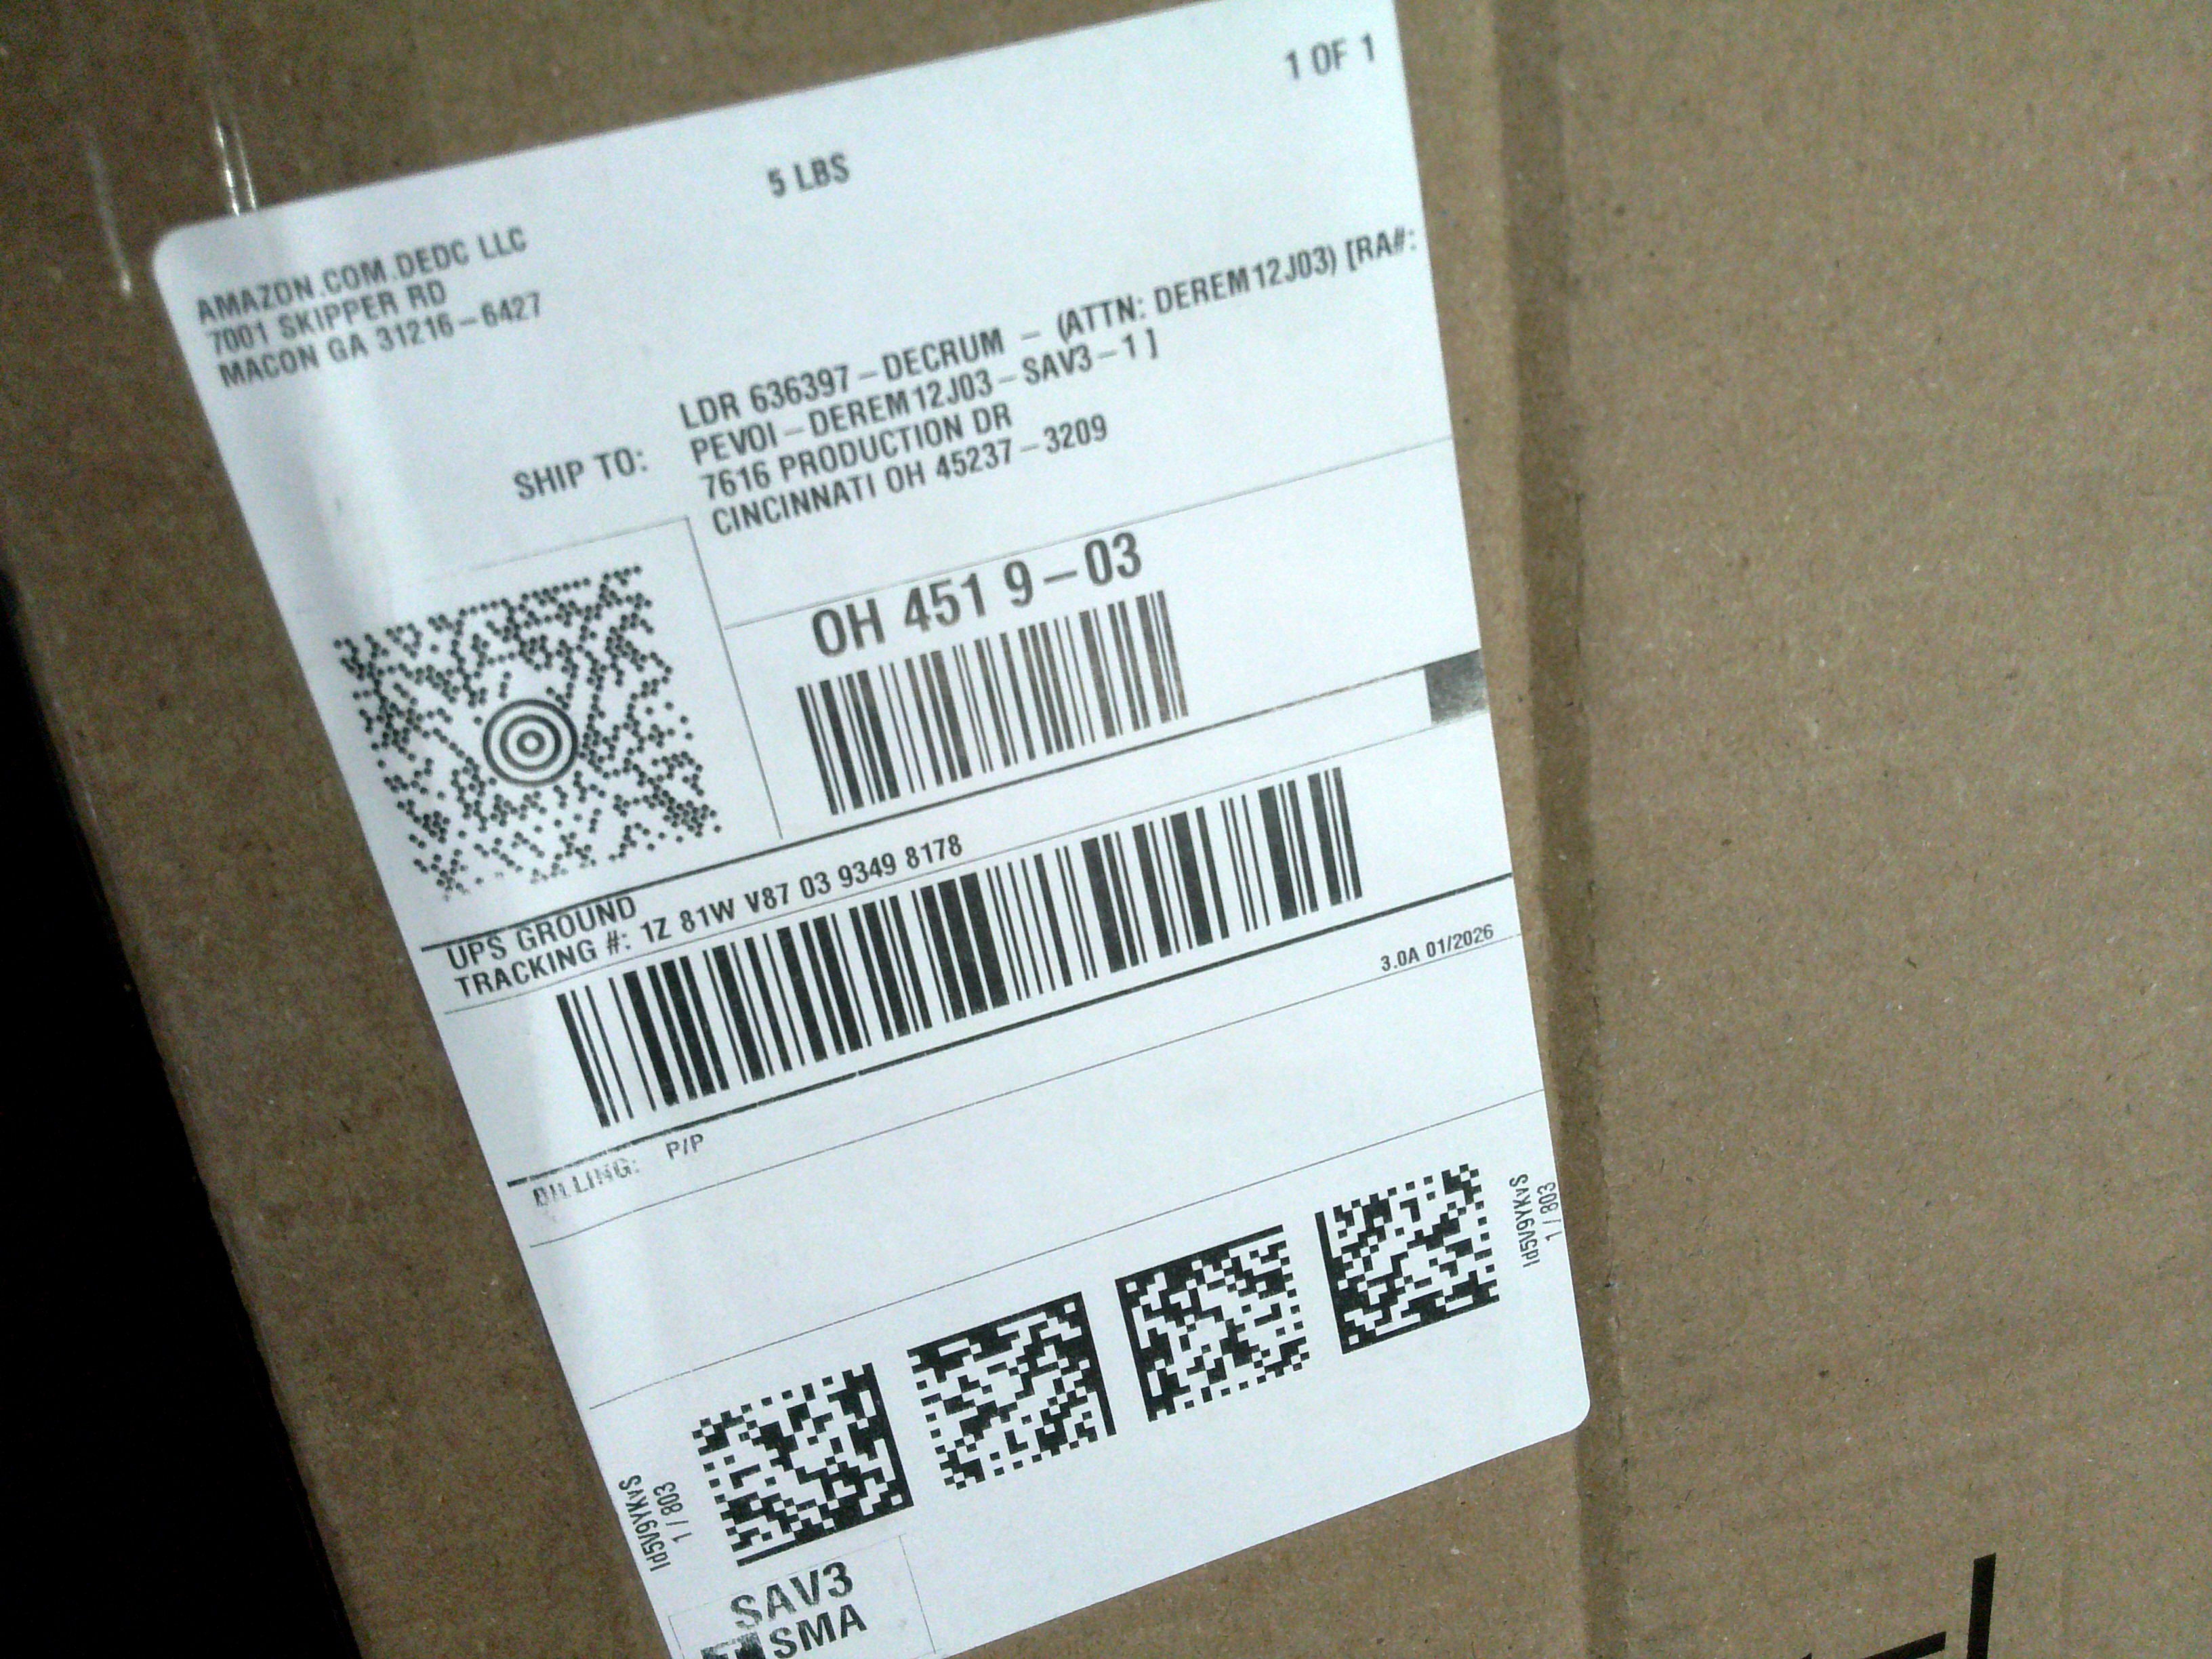 1 OF 1
5 LBS
AMAZON.COM.DEDC LLC
7001 SKIPPER RD
MACON GA 31216-6427
SHIP TO:
LDR 636397-DECRUM - (ATTN: DEREM12J03) [RA#:
PEVOI-DEREM12J03-SAV3-1 ]
7616 PRODUCTION DR
CINCINNATI OH 45237-3209
OH 451 9-03
UPS GROUND
TRACKING #: 1Z 81W V87 03 9349 8178
3.0A 01/2026
BILLING: P/P
1/803
1/803
SAV3
SMA